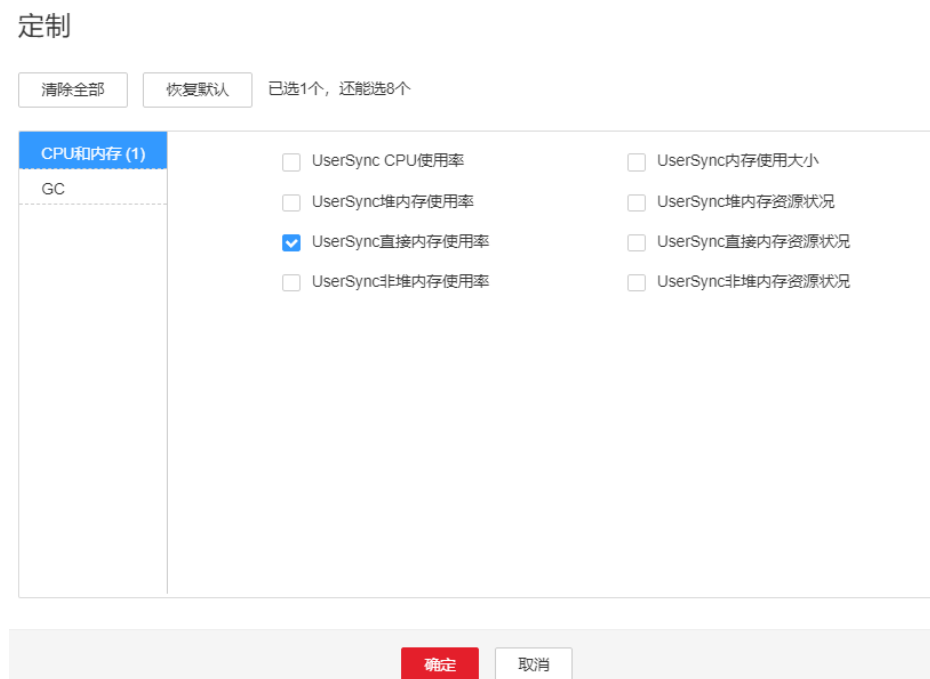 定制
清除全部 恢复默认 已选1个，还能选8个
CPU和内存 (1)
GC
UserSync CPU使用率 UserSync内存使用大小
UserSync堆内存使用率 UserSync堆内存资源状况
UserSync直接内存使用率 UserSync直接内存资源状况
UserSync非堆内存使用率 UserSync非堆内存资源状况
确定 取消